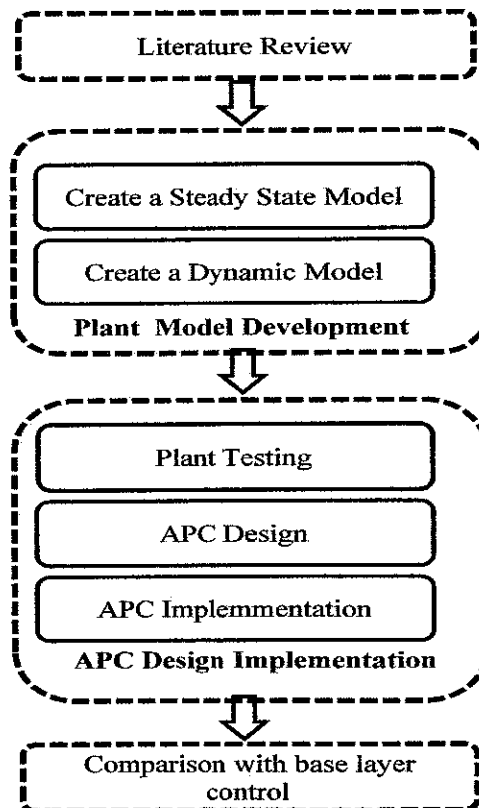 Literature Review
Create a Steady State Model
Create a Dynamic Model
Plant Model Development
Plant Testing
APC Design
APC Implemmentation
APC Design Implementation
Comparison with base layer
control